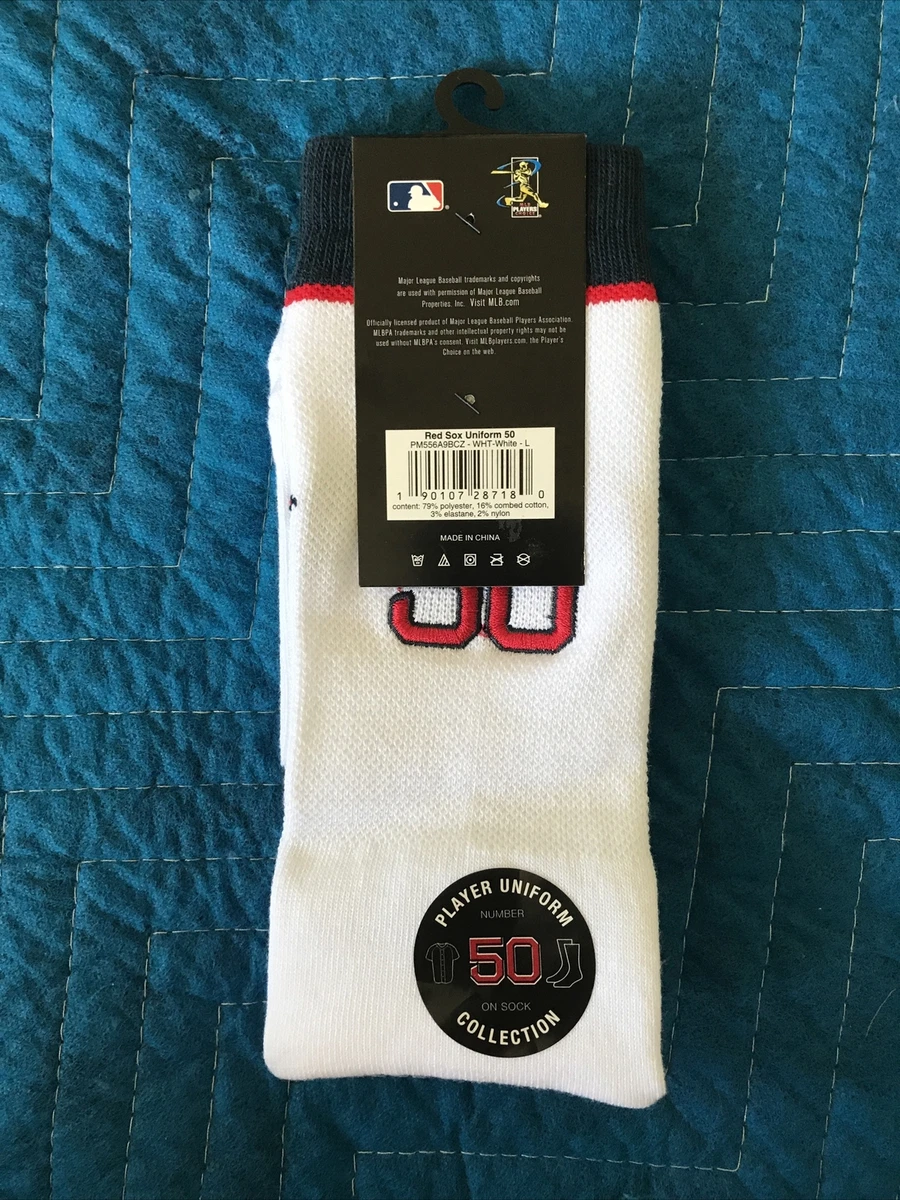 MLB
PLAYERS
CHOICE
Major League Baseball trademarks and copyrights
are used with permission of Major League Baseball
Properties, Inc. Visit MLB.com
Officially licensed product of Major League Baseball Players Association.
MLBPA trademarks and other intellectual property rights may not be
used without MLBPA's consent. Visit MLBplayers.com, the Player's
Choice on the web.
Red Sox Uniform 50
PM556A9BCZ - WHT-White - L
1 90107 28718 0
content: 79% polyester, 16% combed cotton,
3% elastane, 2% nylon
MADE IN CHINA
50
PLAYER UNIFORM
NUMBER
50
ON SOCK
COLLECTION